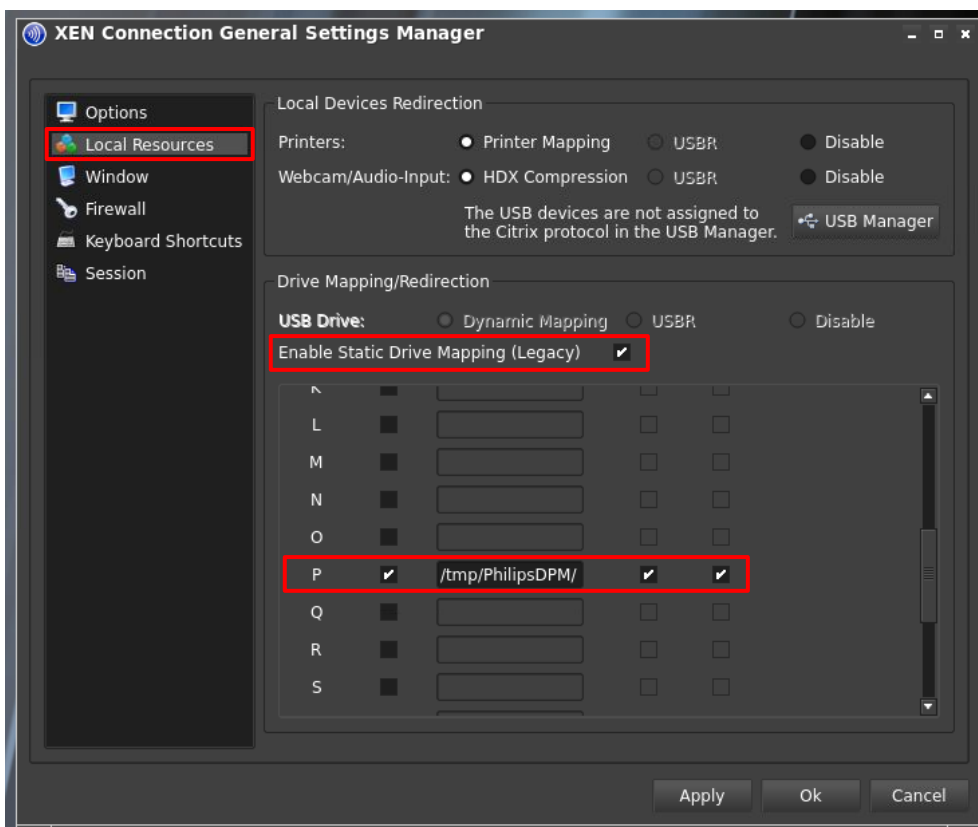 XEN Connection General Settings Manager
Options
Local Resources
Window
Firewall
Keyboard Shortcuts
Session
Local Devices Redirection
Printers: Printer Mapping USBR Disable
Webcam/Audio-Input: HDX Compression USBR Disable
The USB devices are not assigned to
the Citrix protocol in the USB Manager.
USB Manager
Drive Mapping/Redirection
USB Drive: Dynamic Mapping USBR Disable
Enable Static Drive Mapping (Legacy)
K
L
M
N
O
P /tmp/PhilipsDPM/
Q
R
S
Apply Ok Cancel